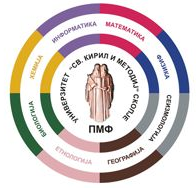 ИНФОРМАТИКА
МАТЕМАТИКА
ФИЗИКА
СЕИЗМОЛОГИЈА
ГЕОГРАФИЈА
ЕТНОЛОГИЈА
БИОЛОГИЈА
ХЕМИЈА
УНИВЕРЗИТЕТ "СВ. КИРИЛ И МЕТОДИЈ" СКОПЈЕ
ПМФ